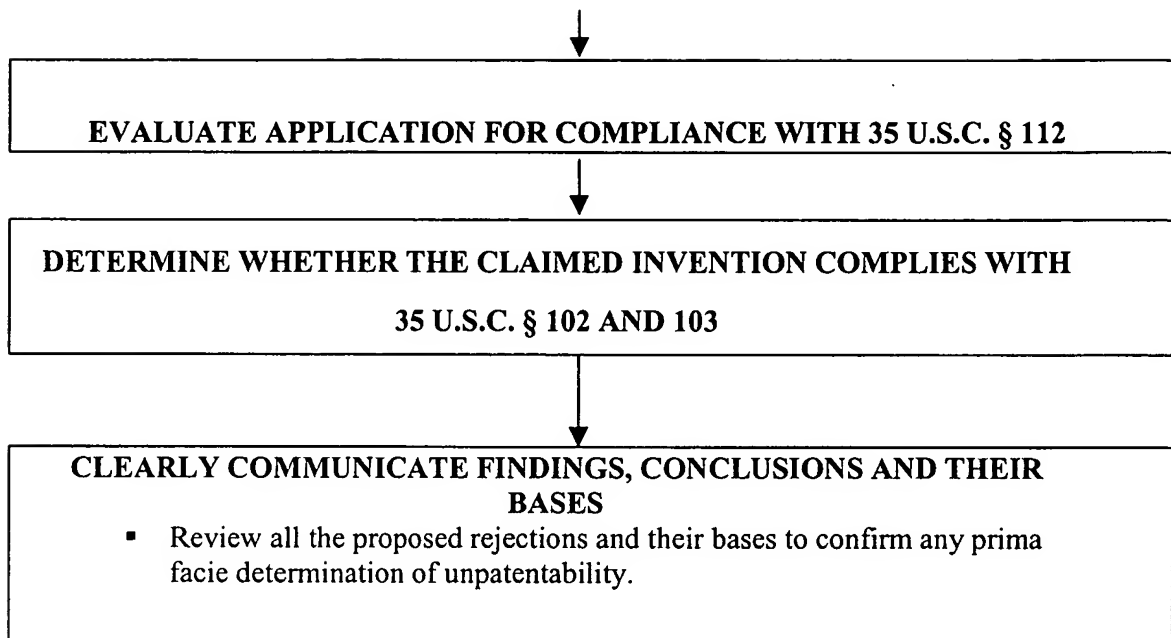 EVALUATE APPLICATION FOR COMPLIANCE WITH 35 U.S.C. § 112
DETERMINE WHETHER THE CLAIMED INVENTION COMPLIES WITH
35 U.S.C. § 102 AND 103
CLEARLY COMMUNICATE FINDINGS, CONCLUSIONS AND THEIR
BASES
▪ Review all the proposed rejections and their bases to confirm any prima
facie determination of unpatentability.